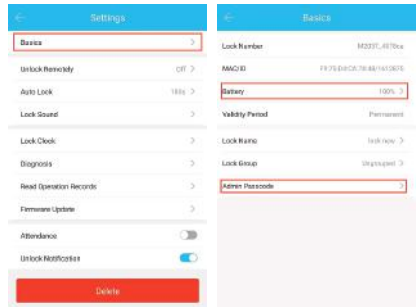 Settings
Basics
Unlock Remotely
Off
Auto Lock
Lock Sound
Lock Clock
Diagnosis
Read Operation Records
Firmware Update
Attendance
Unlock Notification
Delete
Basics
Lock Number
MAC/ID
Battery
100%
Validity Period
Permanent
Lock Name
lock new
Lock Group
Ungrouped
Admin Passcode